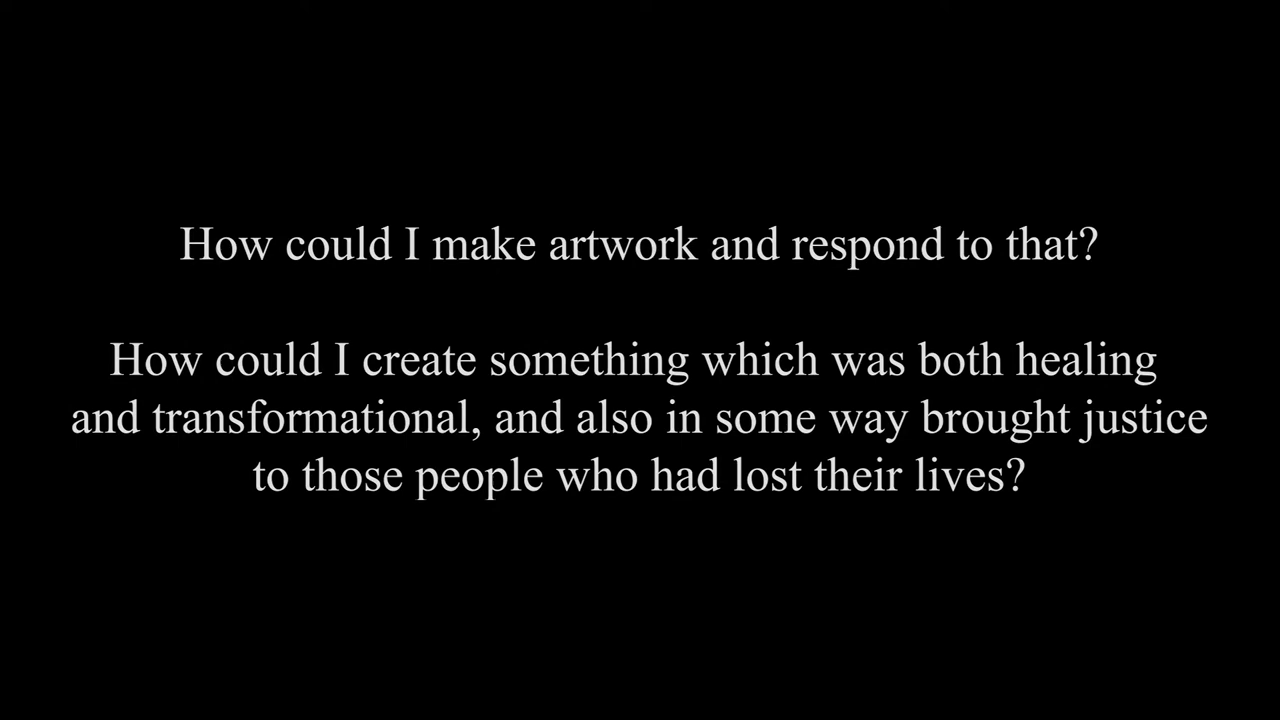 How could I make artwork and respond to that?
How could I create something which was both healing
and transformational, and also in some way brought justice
to those people who had lost their lives?